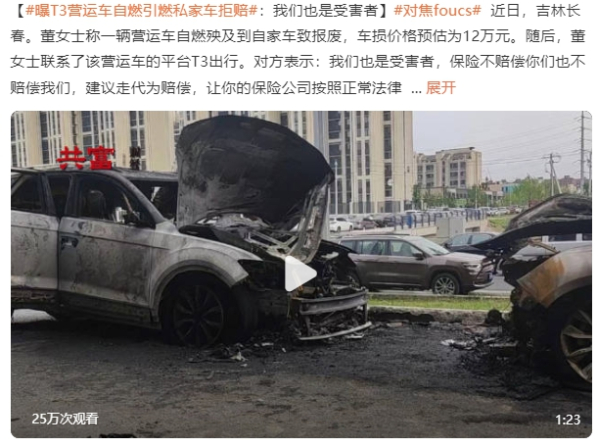 【#曝T3营运车自燃引燃私家车拒赔#：我们也是受害者】#对焦foucs# 近日，吉林长
春。董女士称一辆营运车自燃殃及到自家车致报废，车损价格预估为12万元。随后，董
女士联系了该营运车的平台T3出行。对方表示：我们也是受害者，保险不赔偿你们也不
赔偿我们，建议走代为赔偿，让你的保险公司按照正常法律 ... 展开
共富
25万次观看
1:23